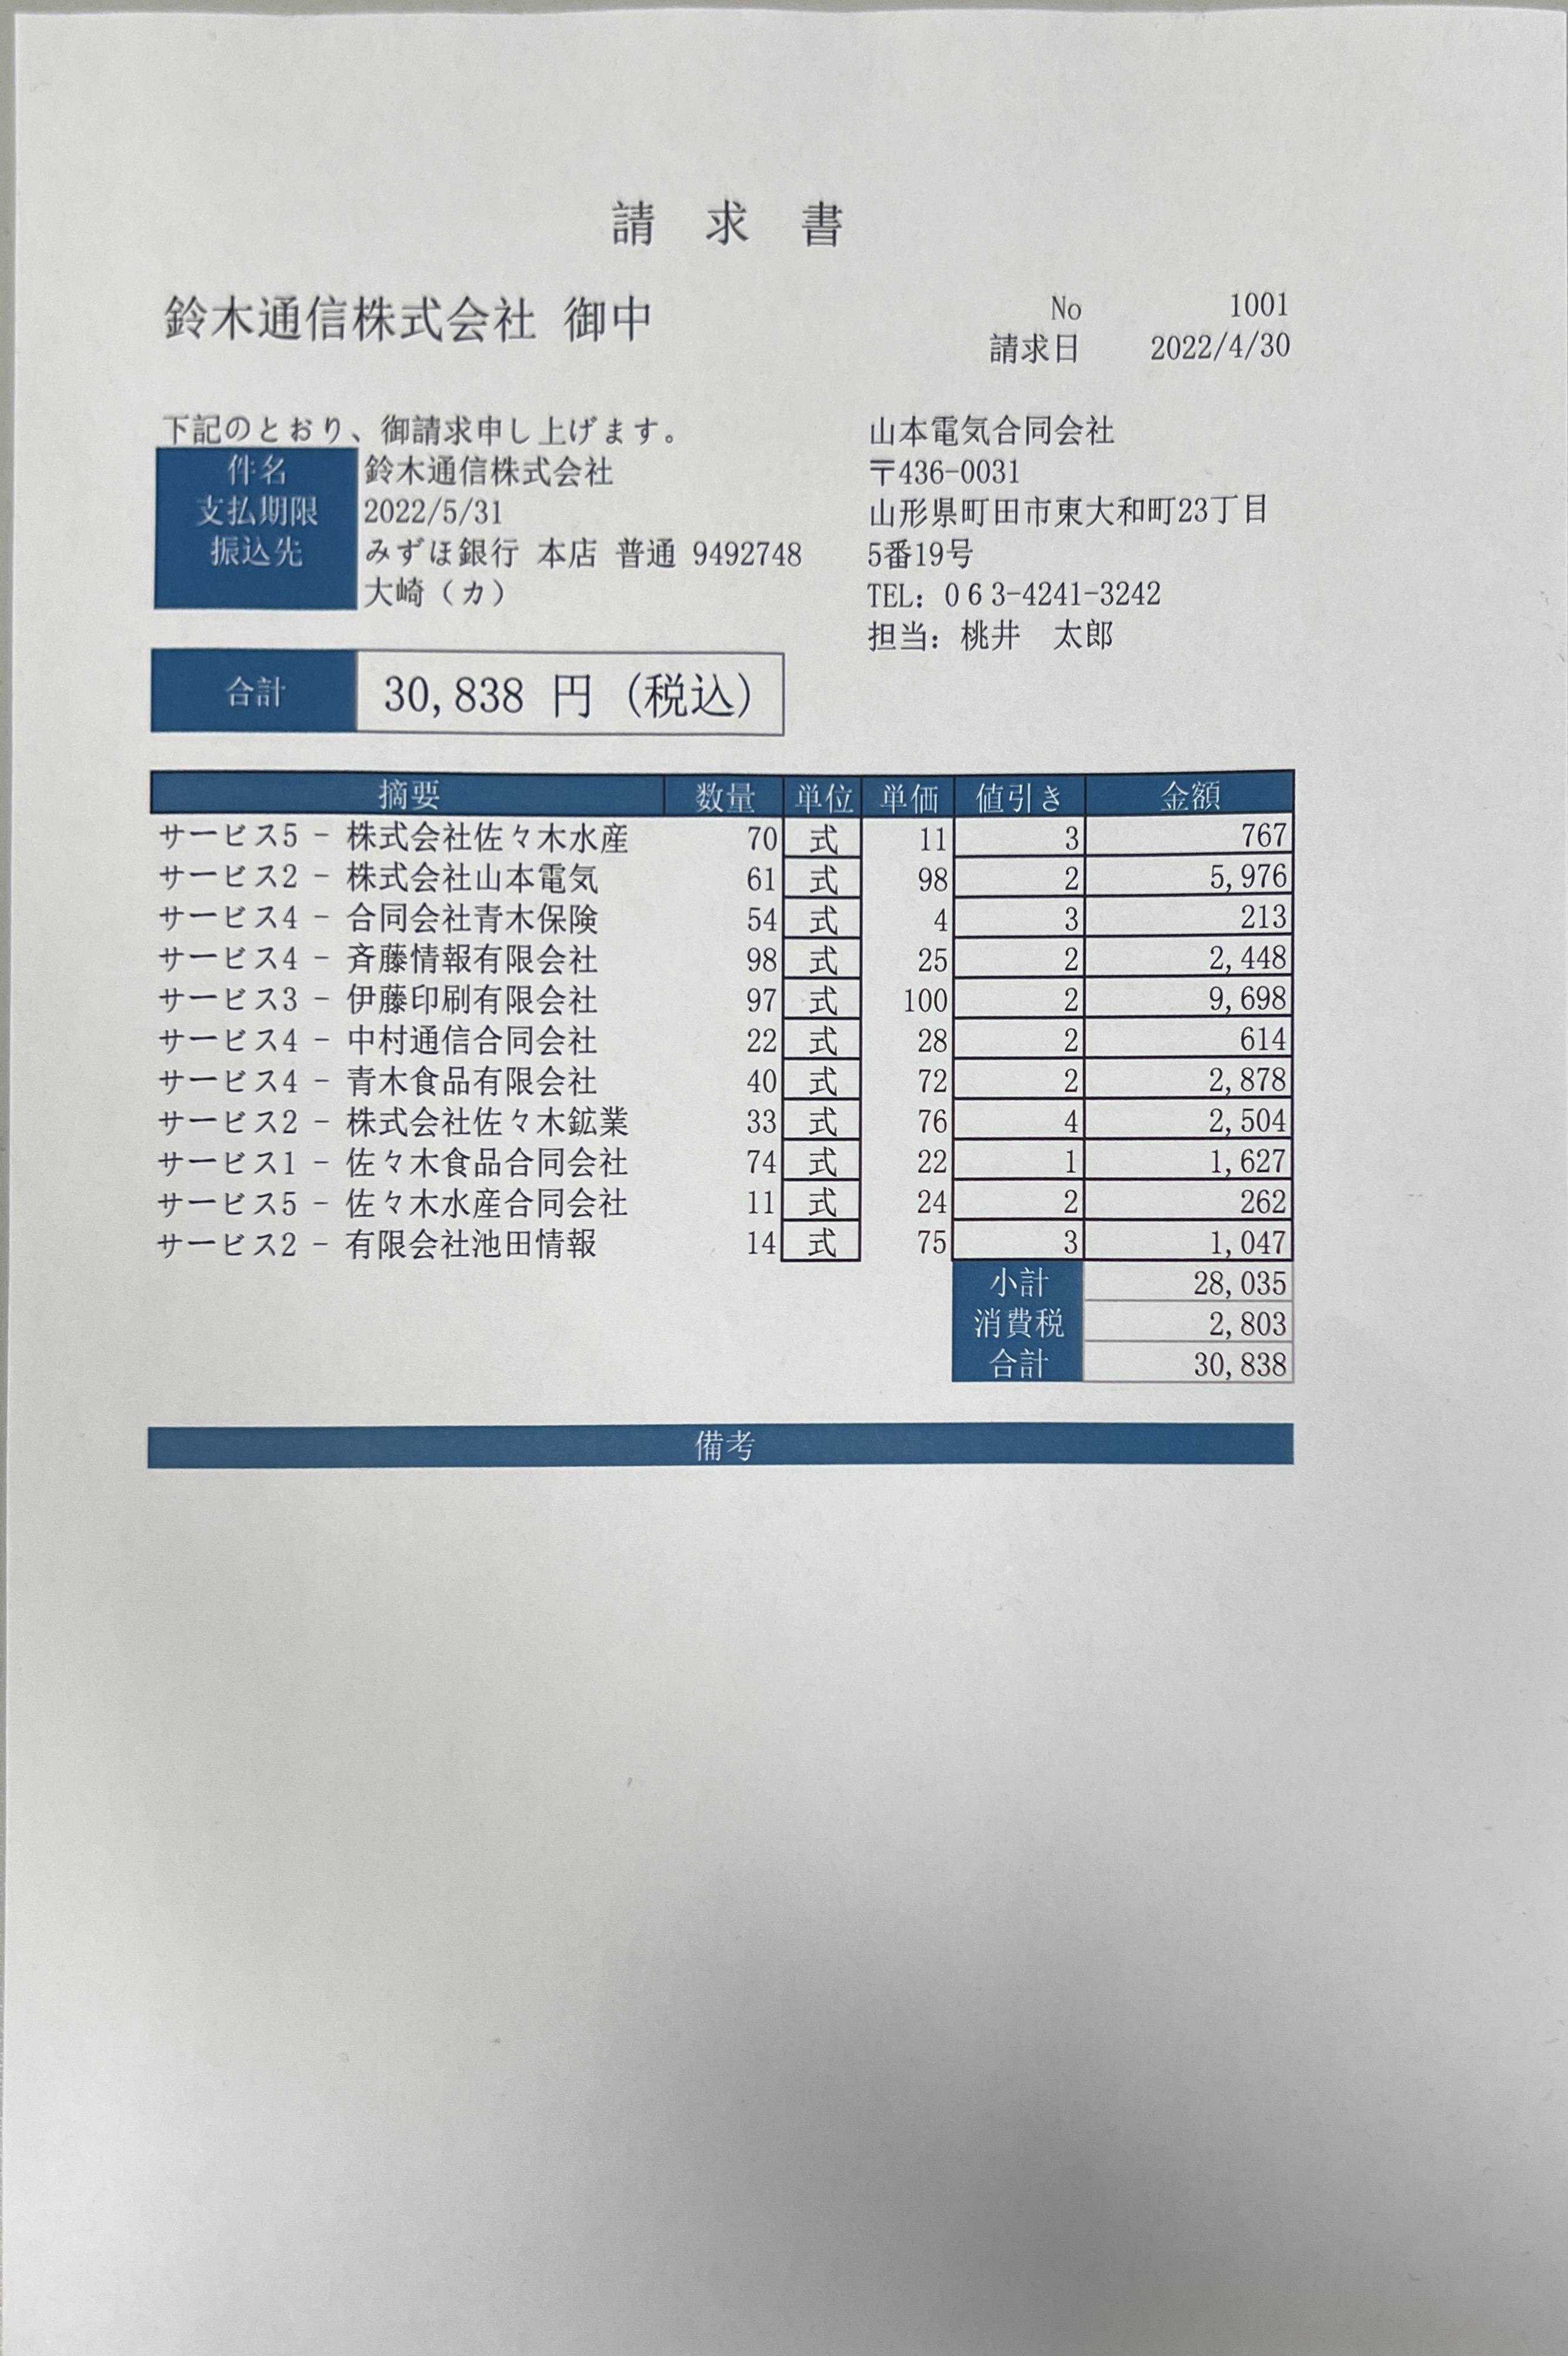 請 求 書
鈴木通信株式会社 御中
No 1001
請求日 2022/4/30
下記のとおり、御請求申し上げます。
件名 鈴木通信株式会社
支払期限 2022/5/31
振込先 みずほ銀行 本店 普通 9492748
大崎（カ）
山本電気合同会社
〒436-0031
山形県町田市東大和町23丁目
5番19号
TEL: ０６３-4241-3242
担当: 桃井　太郎
合計 30,838 円 (税込)
摘要 数量 単位 単価 値引き 金額
サービス5 - 株式会社佐々木水産 70 式 11 3 767
サービス2 - 株式会社山本電気 61 式 98 2 5,976
サービス4 - 合同会社青木保険 54 式 4 3 213
サービス4 - 斉藤情報有限会社 98 式 25 2 2,448
サービス3 - 伊藤印刷有限会社 97 式 100 2 9,698
サービス4 - 中村通信合同会社 22 式 28 2 614
サービス4 - 青木食品有限会社 40 式 72 2 2,878
サービス2 - 株式会社佐々木鉱業 33 式 76 4 2,504
サービス1 - 佐々木食品合同会社 74 式 22 1 1,627
サービス5 - 佐々木水産合同会社 11 式 24 2 262
サービス2 - 有限会社池田情報 14 式 75 3 1,047
小計 28,035
消費税 2,803
合計 30,838
備考